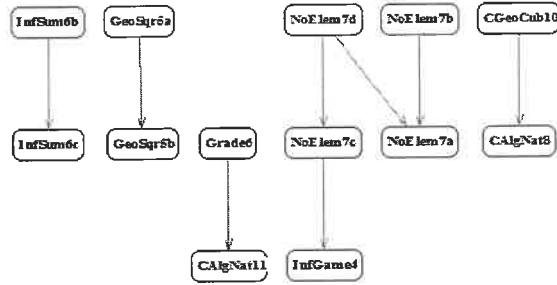 InfSum6b
GeoSqr5a
NoElem7d
NoElem7b
CGeoCub10
InfSum6c
GeoSqr5b
Grade6
NoElem7c
NoElem7a
CAlgNat8
CAlgNat11
InfGame4